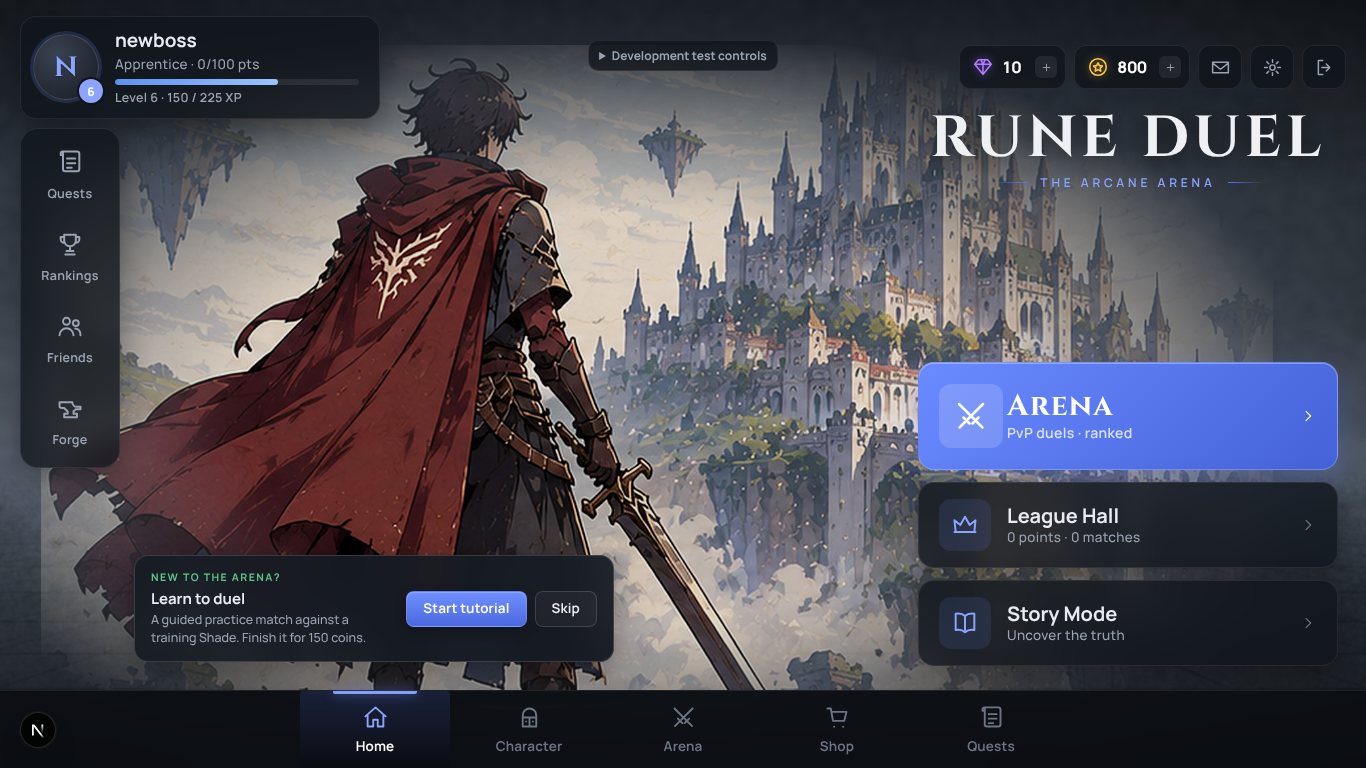 N
6
newboss
Apprentice · 0/100 pts
Level 6 · 150 / 225 XP
Development test controls
10
+
800
+
RUNE DUEL
THE ARCANE ARENA
Quests
Rankings
Friends
Forge
ARENA
PvP duels · ranked
League Hall
0 points · 0 matches
Story Mode
Uncover the truth
NEW TO THE ARENA?
Learn to duel
A guided practice match against a
training Shade. Finish it for 150 coins.
Start tutorial
Skip
N
Home
Character
Arena
Shop
Quests